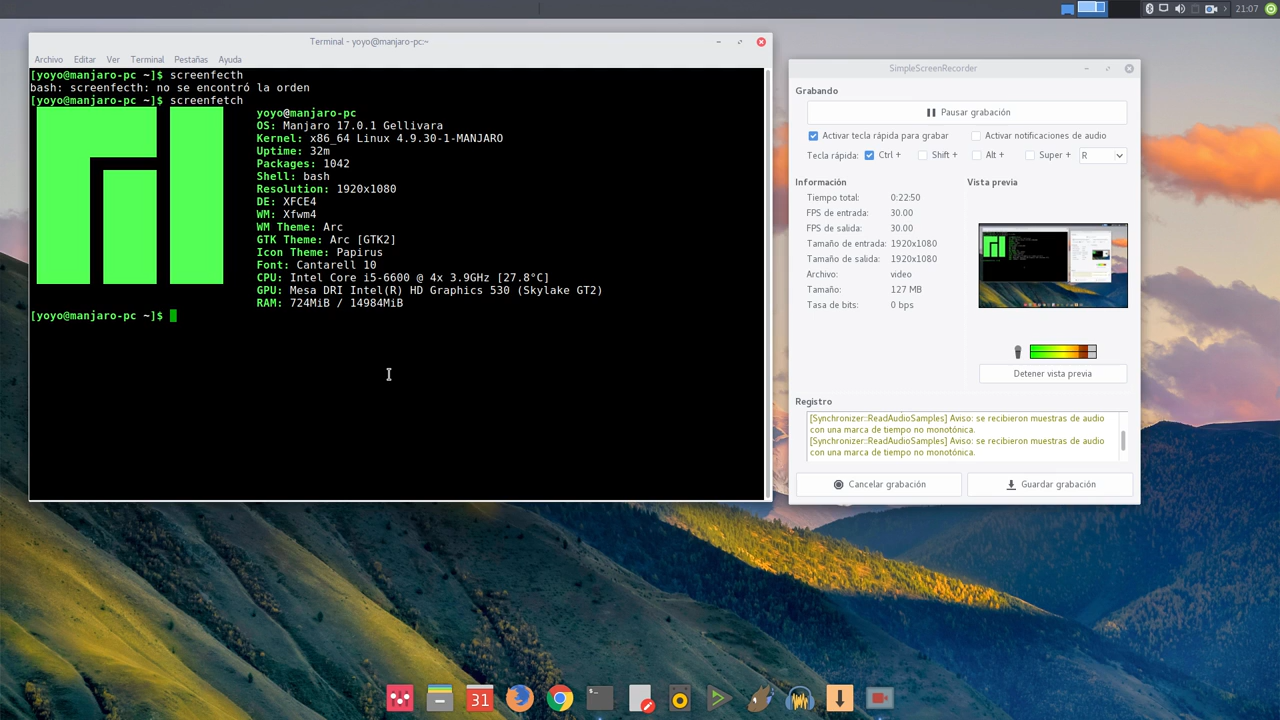 21:07
Terminal - yoyo@manjaro-pc:~
Archivo Editar Ver Terminal Pestañas Ayuda
[yoyo@manjaro-pc ~]$ screenfecth
bash: screenfecth: no se encontró la orden
[yoyo@manjaro-pc ~]$ screenfetch
yoyo@manjaro-pc
OS: Manjaro 17.0.1 Gellivara
Kernel: x86_64 Linux 4.9.30-1-MANJARO
Uptime: 32m
Packages: 1042
Shell: bash
Resolution: 1920x1080
DE: XFCE4
WM: Xfwm4
WM Theme: Arc
GTK Theme: Arc [GTK2]
Icon Theme: Papirus
Font: Cantarell 10
CPU: Intel Core i5-6600 @ 4x 3.9GHz [27.8°C]
GPU: Mesa DRI Intel(R) HD Graphics 530 (Skylake GT2)
RAM: 724MiB / 14984MiB
[yoyo@manjaro-pc ~]$
SimpleScreenRecorder
Grabando
Pausar grabación
Activar tecla rápida para grabar Activar notificaciones de audio
Tecla rápida: Ctrl + Shift + Alt + Super + R
Información Vista previa
Tiempo total: 0:22:50
FPS de entrada: 30.00
FPS de salida: 30.00
Tamaño de entrada: 1920x1080
Tamaño de salida: 1920x1080
Archivo: video
Tamaño: 127 MB
Tasa de bits: 0 bps
Detener vista previa
Registro
[Synchronizer::ReadAudioSamples] Aviso: se recibieron muestras de audio
con una marca de tiempo no monotónica.
[Synchronizer::ReadAudioSamples] Aviso: se recibieron muestras de audio
con una marca de tiempo no monotónica.
Cancelar grabación Guardar grabación
31